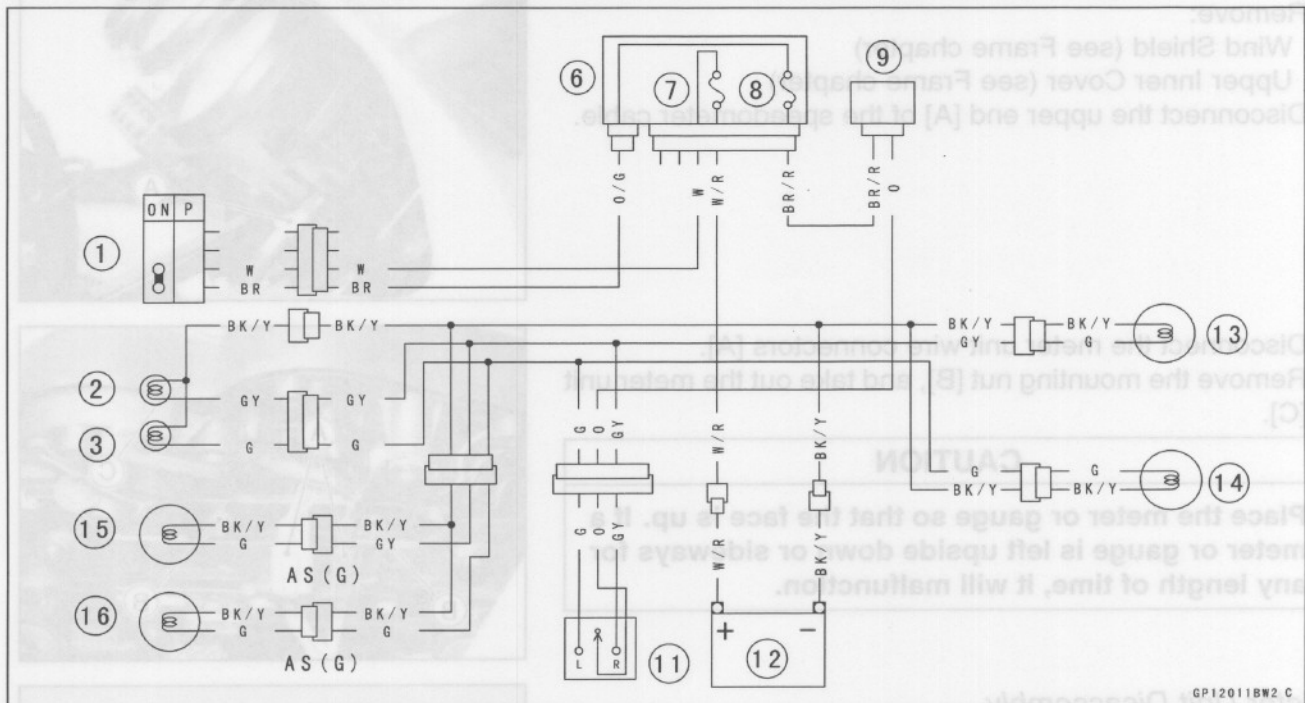 Remove:
Wind Shield (see Frame chapter)
Upper Inner Cover (see Frame chapter)
Disconnect the upper end [A] of the speedometer cable.
6
7
8
9
O/G
W
W/R
BR/R
BR/R
O
1
ON P
W W
BR BR
BK/Y BK/Y
2
GY GY
3
G G
BK/Y BK/Y
GY G
13
Disconnect the meter unit wire connectors [A].
Remove the mounting nut [B], and take out the meter unit
[C].
G O GY
W/R
BK/Y
CAUTION
G G
BK/Y BK/Y
14
Place the meter or gauge so that the face is up. If a
meter or gauge is left upside down or sideways for
any length of time, it will malfunction.
15
BK/Y BK/Y
G GY
AS(G)
G O GY
W/R
BK/Y
16
BK/Y BK/Y
G G
AS(G)
L R
11
+ −
12
Meter Unit Disassembly
GP12011BW2 C